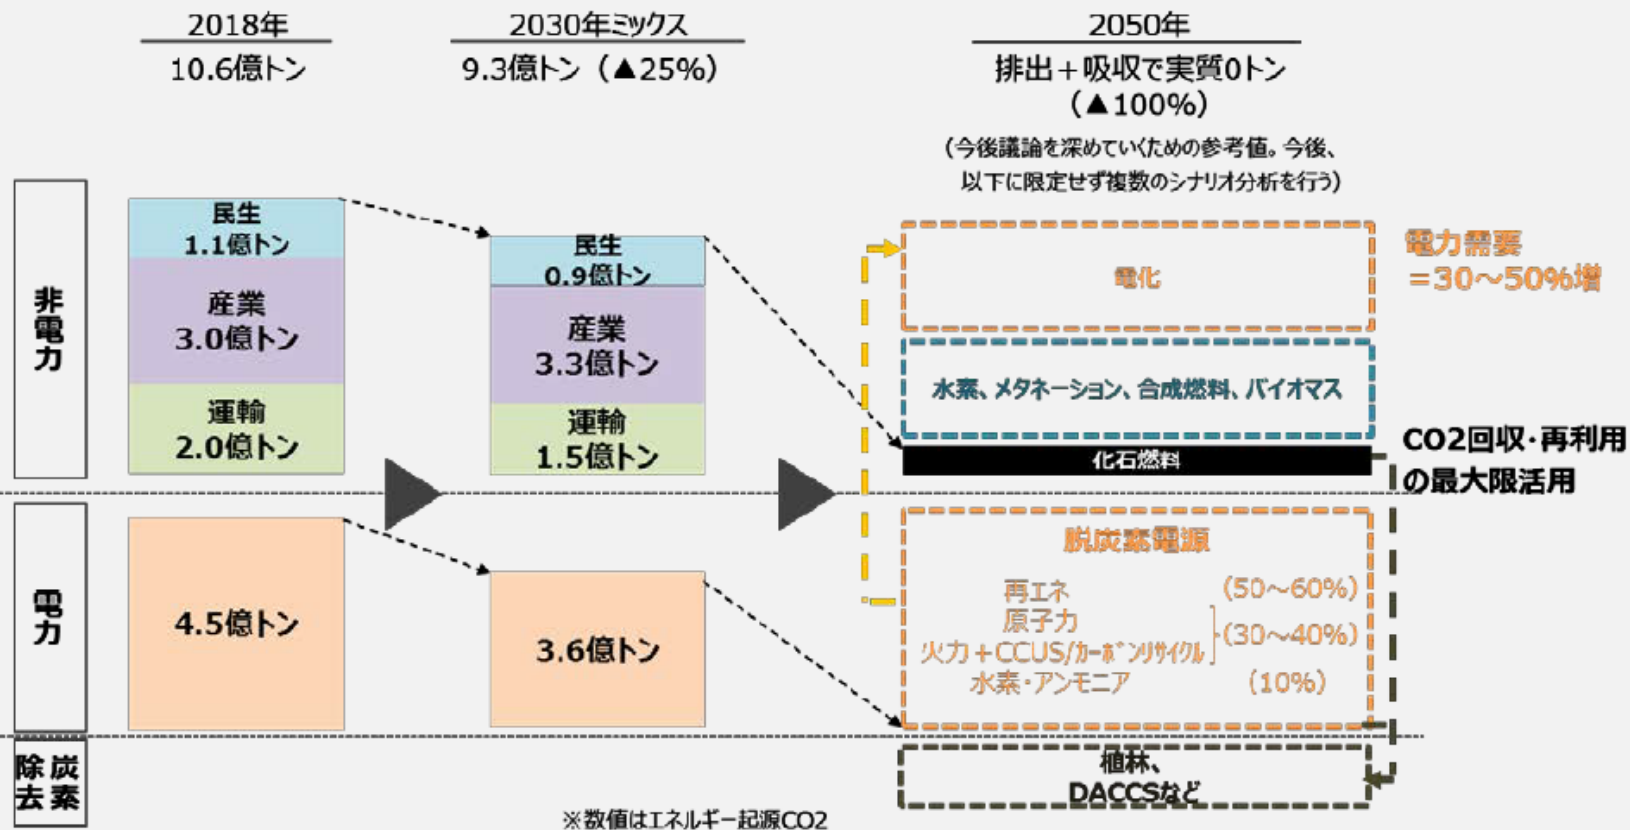 2018年
10.6億トン
2030年ミックス
9.3億トン（▲25%）
2050年
排出＋吸収で実質0トン
（▲100%）
（今後議論を深めていくための参考値。今後、
以下に限定せず複数のシナリオ分析を行う）
非電力
民生
1.1億トン
産業
3.0億トン
運輸
2.0億トン
民生
0.9億トン
産業
3.3億トン
運輸
1.5億トン
電化
電力需要
＝30～50%増
水素、メタネーション、合成燃料、バイオマス
化石燃料
CO2回収・再利用
の最大限活用
電力
4.5億トン
3.6億トン
脱炭素電源
再エネ （50～60%）
原子力
火力＋CCUS/カーボンリサイクル （30～40%）
水素・アンモニア （10%）
炭素除去
植林、
DACCSなど
※数値はエネルギー起源CO2